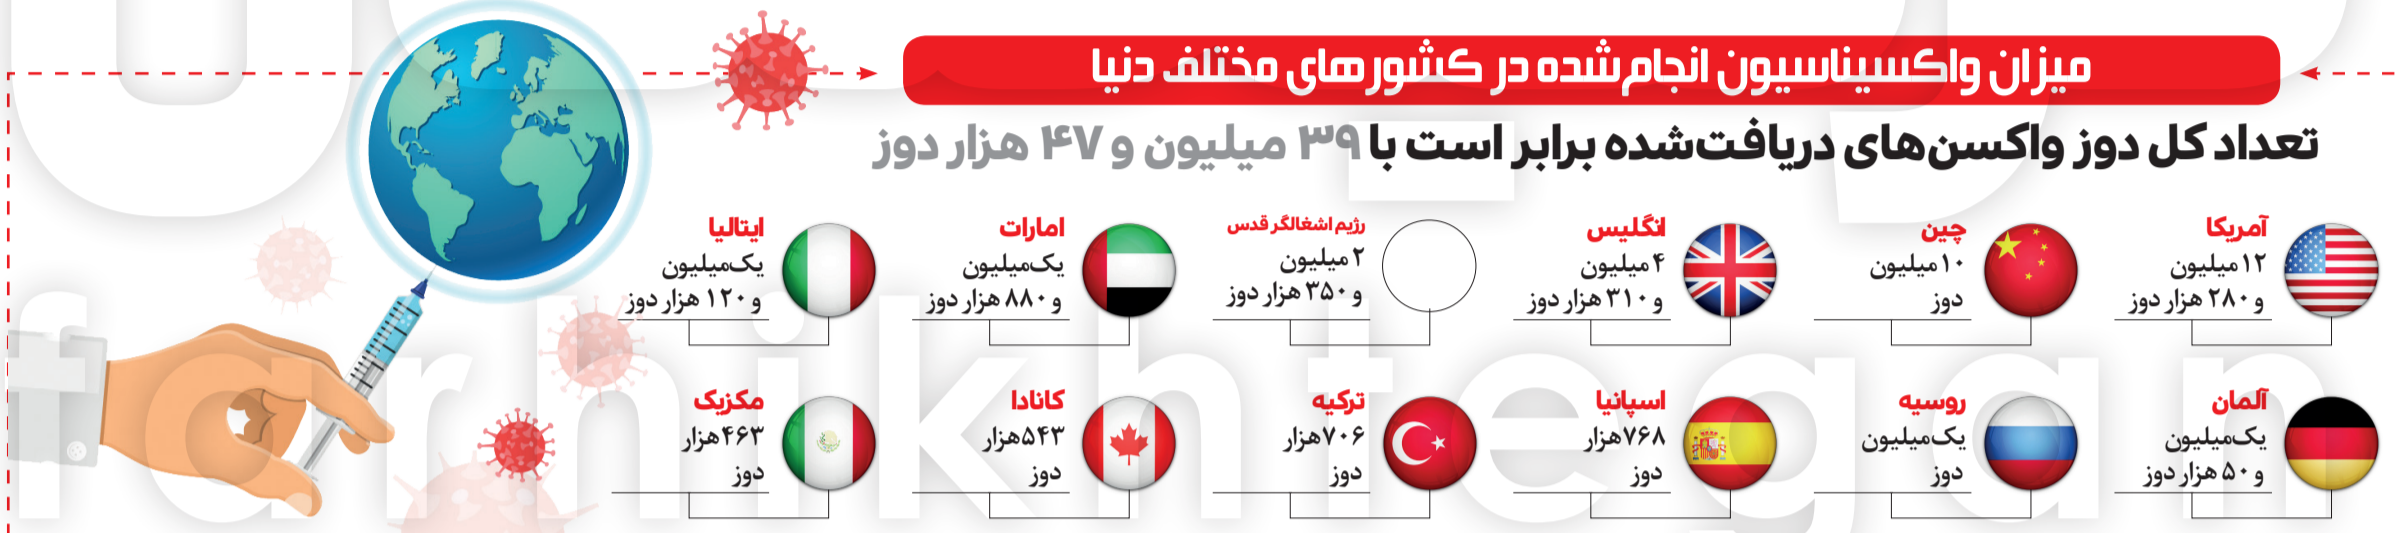 میزان واکسیناسیون انجام‌شده در کشورهای مختلف دنیا
تعداد کل دوز واکسن‌های دریافت‌شده برابر است با ۳۹ میلیون و ۴۷ هزار دوز
آمریکا
۱۲ میلیون
و ۲۸۰ هزار دوز
چین
۱۰ میلیون
دوز
انگلیس
۴ میلیون
و ۳۱۰ هزار دوز
رژیم اشغالگر قدس
۲ میلیون
و ۳۵۰ هزار دوز
امارات
یک‌میلیون
و ۸۸۰ هزار دوز
ایتالیا
یک‌میلیون
و ۱۲۰ هزار دوز
آلمان
یک‌میلیون
و ۵۰ هزار دوز
روسیه
یک‌میلیون
دوز
اسپانیا
۷۶۸هزار
دوز
ترکیه
۷۰۶هزار
دوز
کانادا
۵۴۳هزار
دوز
مکزیک
۴۶۳هزار
دوز
farhikhtegan